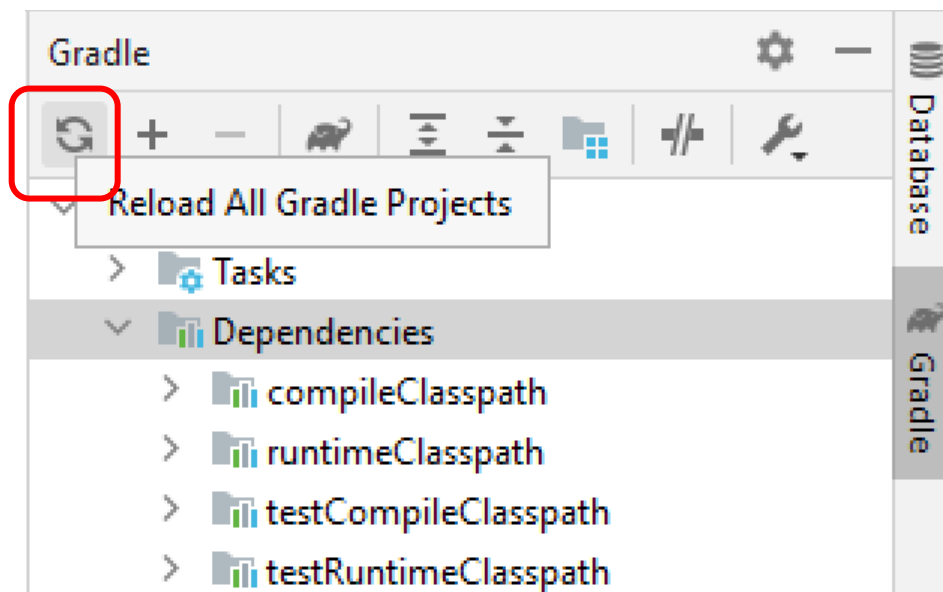 Gradle
Reload All Gradle Projects
Tasks
Dependencies
compileClasspath
runtimeClasspath
testCompileClasspath
testRuntimeClasspath
Database
Gradle